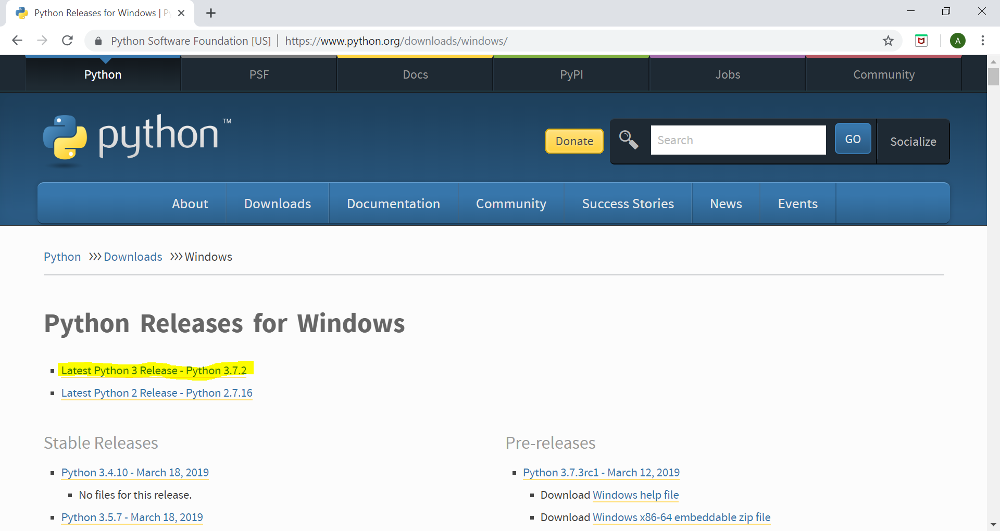 Python Releases for Windows | Py
Python Software Foundation [US] https://www.python.org/downloads/windows/
A
Python PSF Docs PyPI Jobs Community
python TM
Donate Search GO Socialize
About Downloads Documentation Community Success Stories News Events
Python >>> Downloads >>> Windows
Python Releases for Windows
Latest Python 3 Release - Python 3.7.2
Latest Python 2 Release - Python 2.7.16
Stable Releases
Python 3.4.10 - March 18, 2019
No files for this release.
Python 3.5.7 - March 18, 2019
Pre-releases
Python 3.7.3rc1 - March 12, 2019
Download Windows help file
Download Windows x86-64 embeddable zip file